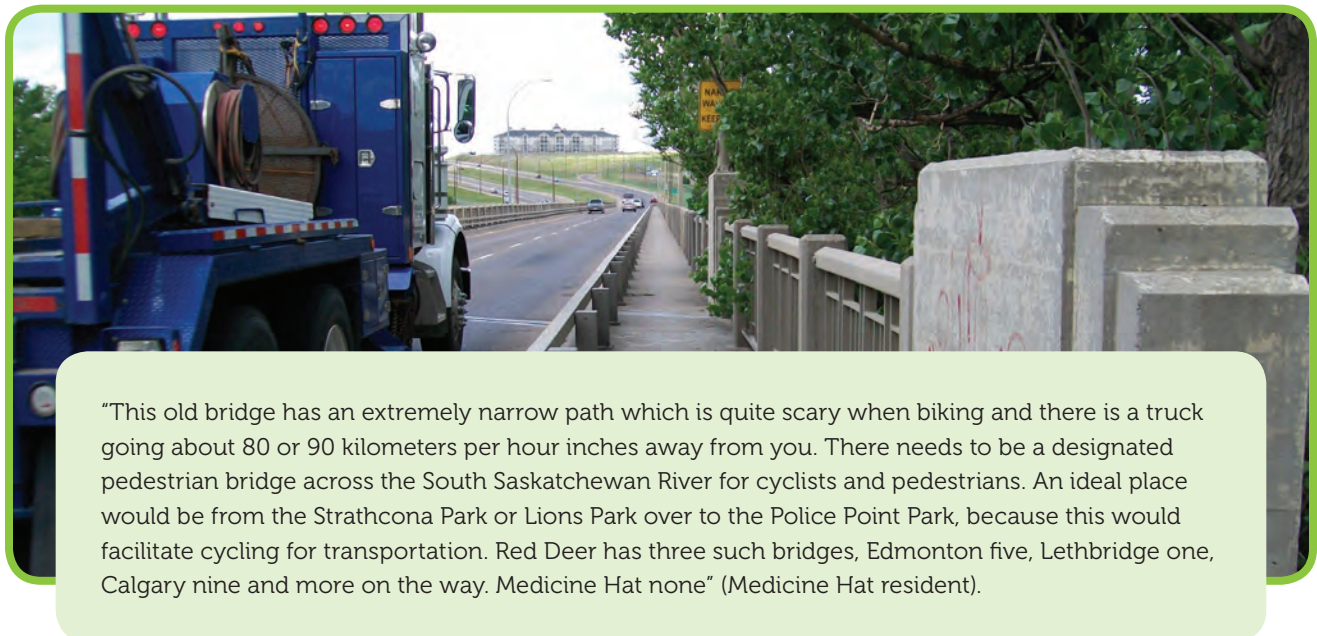 NAR
WA
KEEP
"This old bridge has an extremely narrow path which is quite scary when biking and there is a truck
going about 80 or 90 kilometers per hour inches away from you. There needs to be a designated
pedestrian bridge across the South Saskatchewan River for cyclists and pedestrians. An ideal place
would be from the Strathcona Park or Lions Park over to the Police Point Park, because this would
facilitate cycling for transportation. Red Deer has three such bridges, Edmonton five, Lethbridge one,
Calgary nine and more on the way. Medicine Hat none" (Medicine Hat resident).